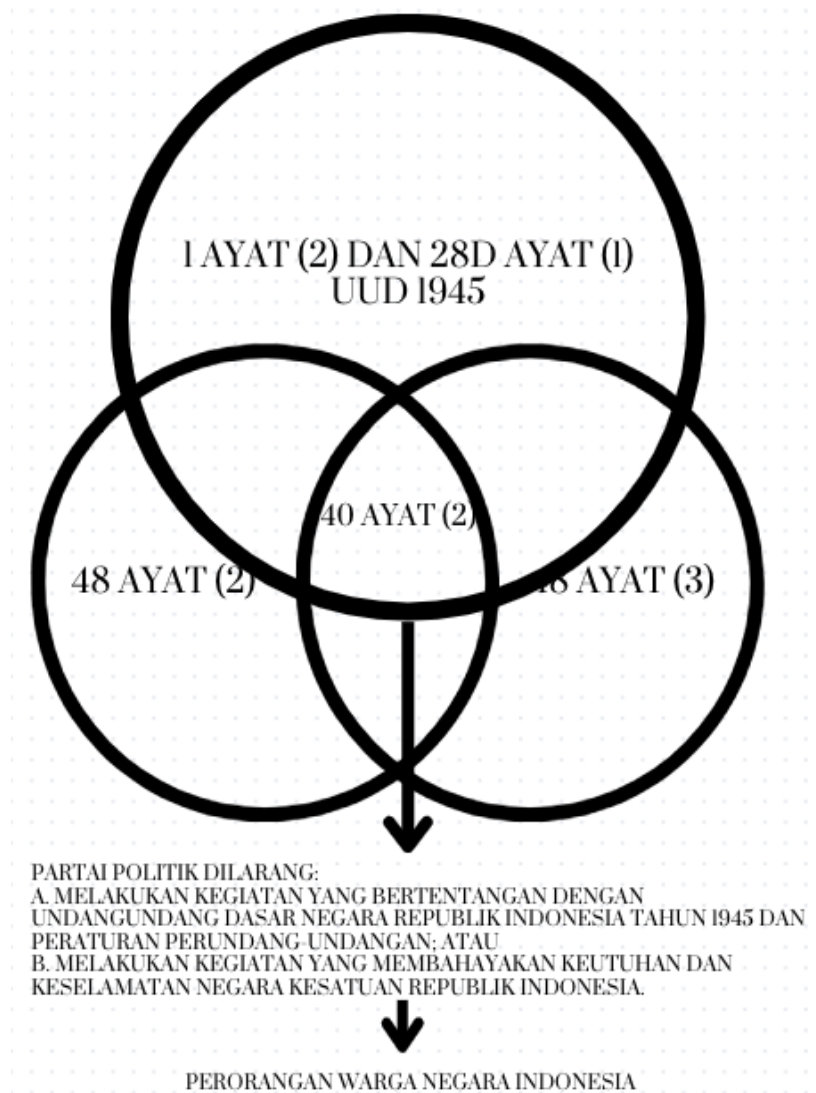 1 AYAT (2) DAN 28D AYAT (1)
UUD 1945
40 AYAT (2)
48 AYAT (2)
48 AYAT (3)
PARTAI POLITIK DILARANG:
A. MELAKUKAN KEGIATAN YANG BERTENTANGAN DENGAN
UNDANGUNDANG DASAR NEGARA REPUBLIK INDONESIA TAHUN 1945 DAN
PERATURAN PERUNDANG-UNDANGAN; ATAU
B. MELAKUKAN KEGIATAN YANG MEMBAHAYAKAN KEUTUHAN DAN
KESELAMATAN NEGARA KESATUAN REPUBLIK INDONESIA.
PERORANGAN WARGA NEGARA INDONESIA